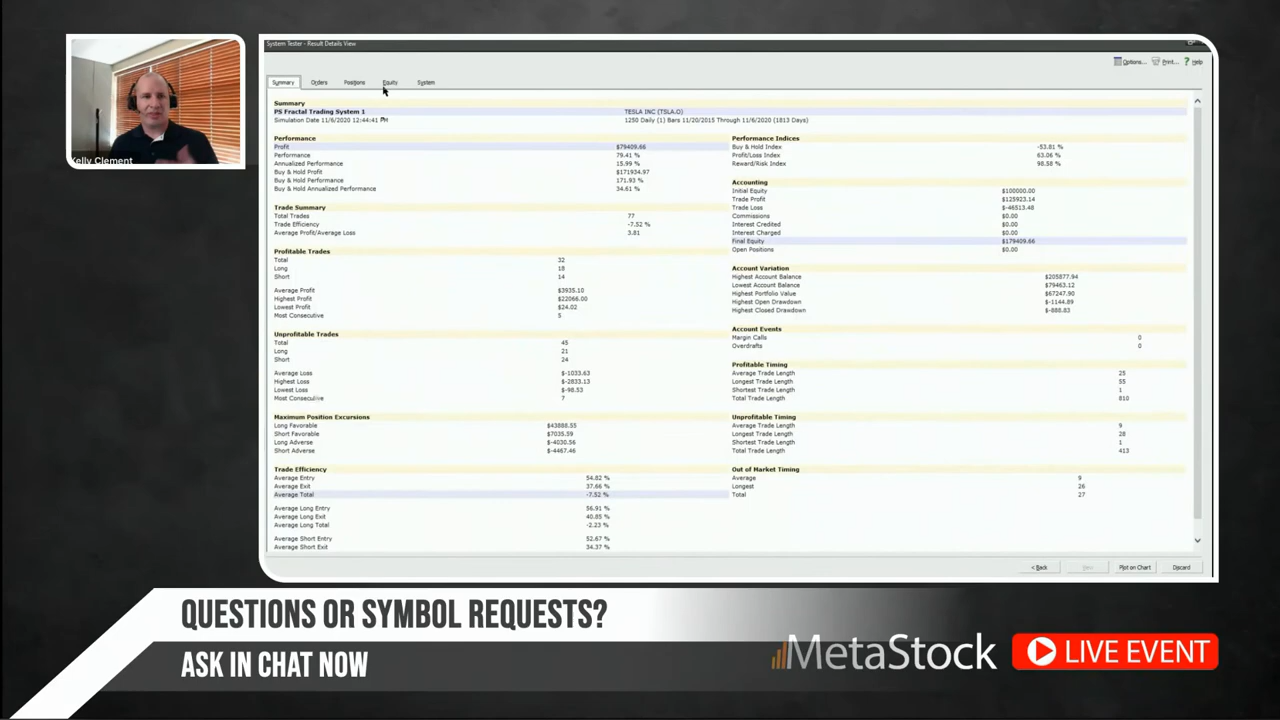 System Tester - Result Details View
Options... Print... Help
Summary Orders Positions Equity System
Summary
PS Fractal Trading System 1 TESLA INC (TSLA.O)
Simulation Date 11/6/2020 12:44:41 PM 1250 Daily (1) Bars 11/20/2015 Through 11/6/2020 (1813 Days)
Performance
Profit $79409.66
Performance 79.41 %
Annualized Performance 15.99 %
Buy & Hold Profit $171934.97
Buy & Hold Performance 171.93 %
Buy & Hold Annualized Performance 34.61 %
Trade Summary
Total Trades 77
Trade Efficiency -7.52 %
Average Profit/Average Loss 3.81
Profitable Trades
Total 32
Long 18
Short 14
Average Profit $3935.10
Highest Profit $22066.00
Lowest Profit $24.02
Most Consecutive 5
Unprofitable Trades
Total 45
Long 21
Short 24
Average Loss $-1033.63
Highest Loss $-2833.13
Lowest Loss $-98.53
Most Consecutive 7
Maximum Position Excursions
Long Favorable $43888.55
Short Favorable $7035.59
Long Adverse $-4030.56
Short Adverse $-4467.46
Trade Efficiency
Average Entry 54.82 %
Average Exit 37.66 %
Average Total -7.52 %
Average Long Entry 56.91 %
Average Long Exit 40.85 %
Average Long Total -2.23 %
Average Short Entry 52.67 %
Average Short Exit 34.37 %
Performance Indices
Buy & Hold Index -53.81 %
Profit/Loss Index 63.06 %
Reward/Risk Index 98.58 %
Accounting
Initial Equity $100000.00
Trade Profit $125923.14
Trade Loss $-46513.48
Commissions $0.00
Interest Credited $0.00
Interest Charged $0.00
Final Equity $179409.66
Open Positions $0.00
Account Variation
Highest Account Balance $205877.94
Lowest Account Balance $79463.12
Highest Portfolio Value $67247.90
Highest Open Drawdown $-1144.89
Highest Closed Drawdown $-888.83
Account Events
Margin Calls 0
Overdrafts 0
Profitable Timing
Average Trade Length 25
Longest Trade Length 55
Shortest Trade Length 1
Total Trade Length 810
Unprofitable Timing
Average Trade Length 9
Longest Trade Length 28
Shortest Trade Length 1
Total Trade Length 413
Out of Market Timing
Average 9
Longest 26
Total 27
< Back Plot on Chart Discard
Kelly Clement
QUESTIONS OR SYMBOL REQUESTS?
ASK IN CHAT NOW
MetaStock LIVE EVENT